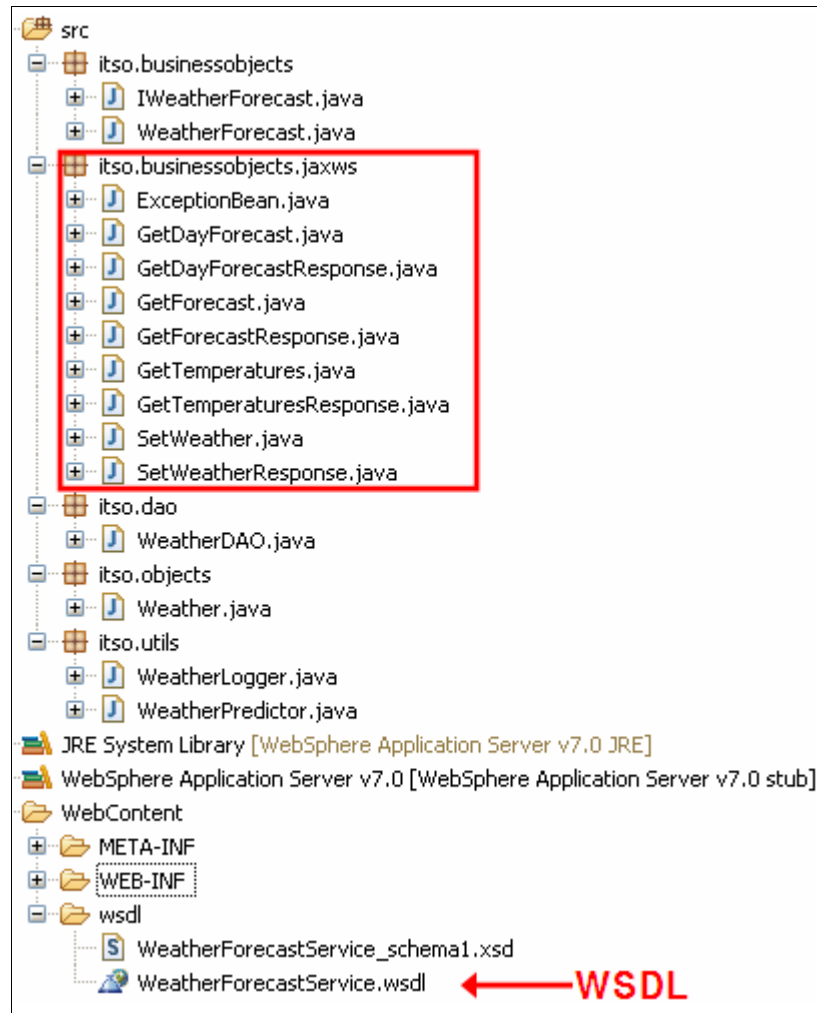 src
itso.businessobjects
IWeatherForecast.java
WeatherForecast.java
itso.businessobjects.jaxws
ExceptionBean.java
GetDayForecast.java
GetDayForecastResponse.java
GetForecast.java
GetForecastResponse.java
GetTemperatures.java
GetTemperaturesResponse.java
SetWeather.java
SetWeatherResponse.java
itso.dao
WeatherDAO.java
itso.objects
Weather.java
itso.utils
WeatherLogger.java
WeatherPredictor.java
JRE System Library [WebSphere Application Server v7.0 JRE]
WebSphere Application Server v7.0 [WebSphere Application Server v7.0 stub]
WebContent
META-INF
WEB-INF
wsdl
WeatherForecastService_schema1.xsd
WeatherForecastService.wsdl WSDL